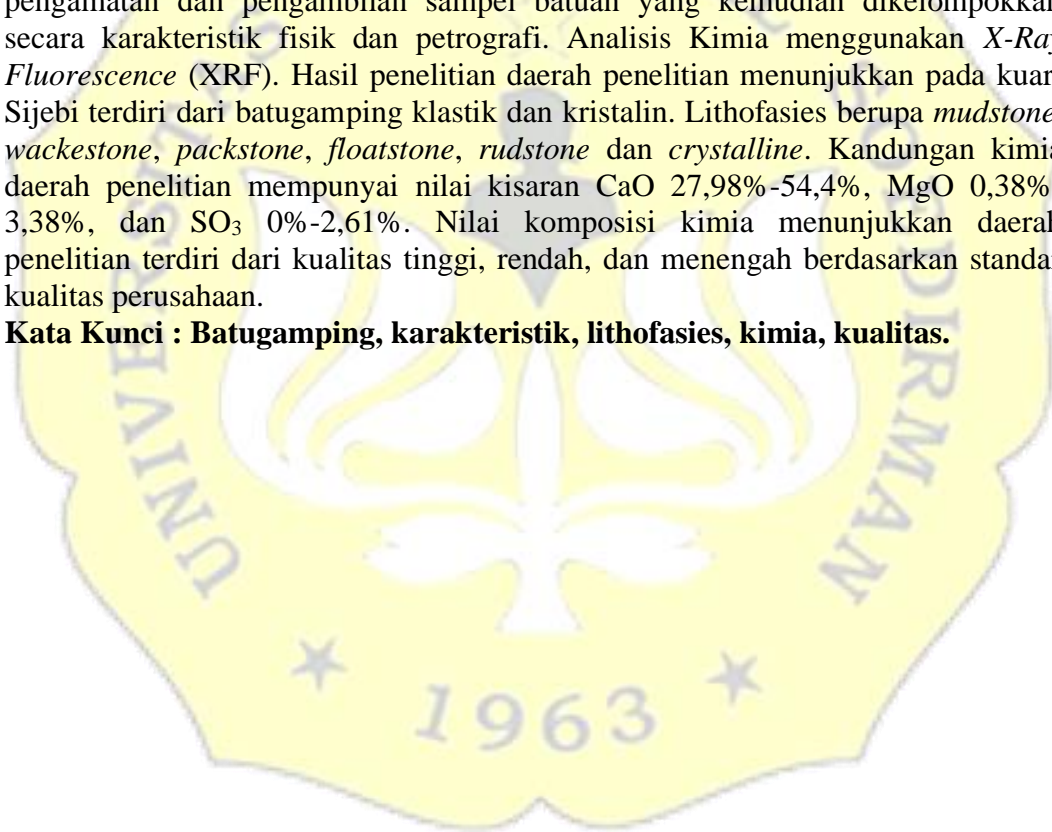 pengamatan dan pengambilan sampel batuan yang kemudian dikelompokkan
secara karakteristik fisik dan petrografi. Analisis Kimia menggunakan X-Ray
Fluorescence (XRF). Hasil penelitian daerah penelitian menunjukkan pada kuari
Sijebi terdiri dari batugamping klastik dan kristalin. Lithofasies berupa mudstone,
wackestone, packstone, floatstone, rudstone dan crystalline. Kandungan kimia
daerah penelitian mempunyai nilai kisaran CaO 27,98%-54,4%, MgO 0,38%-
3,38%, dan SO₃ 0%-2,61%. Nilai komposisi kimia menunjukkan daerah
penelitian terdiri dari kualitas tinggi, rendah, dan menengah berdasarkan standar
kualitas perusahaan.
Kata Kunci : Batugamping, karakteristik, lithofasies, kimia, kualitas.
UNIVERS
SOEDIRMAN
1963